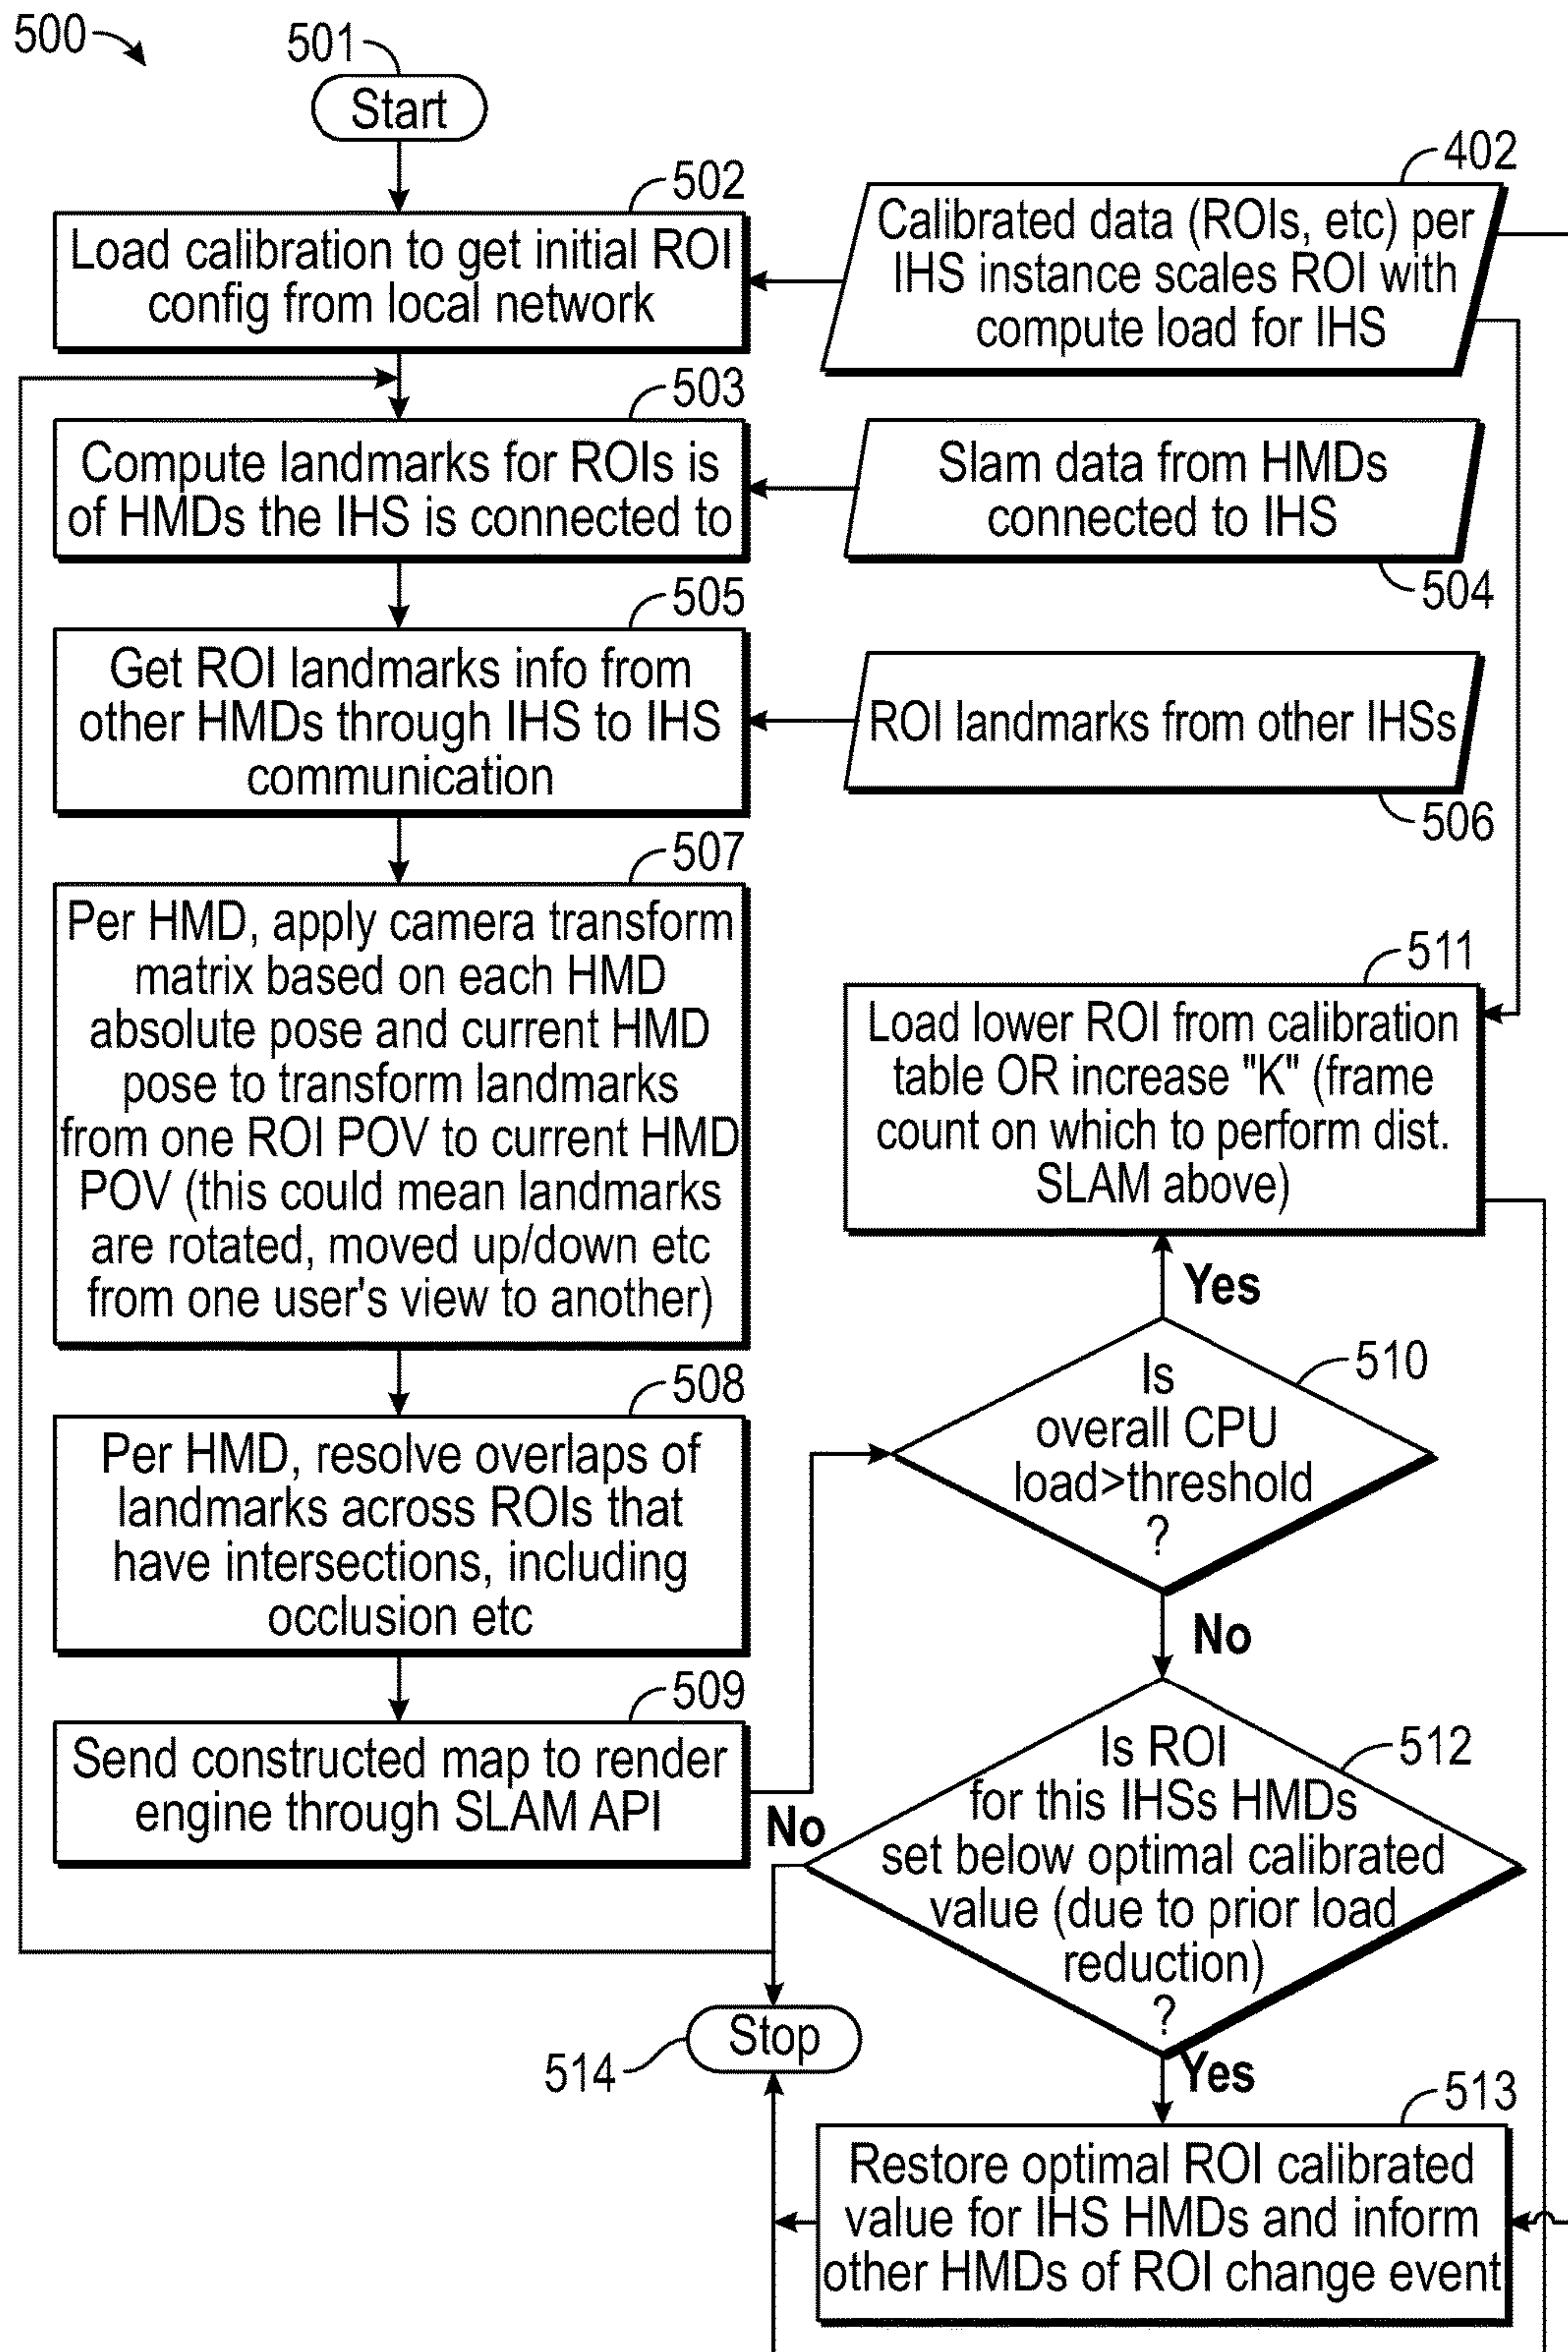 500
501
Start
502
Load calibration to get initial ROI
config from local network
402
Calibrated data (ROIs, etc) per
IHS instance scales ROI with
compute load for IHS
503
Compute landmarks for ROIs is
of HMDs the IHS is connected to
Slam data from HMDs
connected to IHS
504
505
Get ROI landmarks info from
other HMDs through IHS to IHS
communication
ROI landmarks from other IHSs
506
507
Per HMD, apply camera transform
matrix based on each HMD
absolute pose and current HMD
pose to transform landmarks
from one ROI POV to current HMD
POV (this could mean landmarks
are rotated, moved up/down etc
from one user's view to another)
511
Load lower ROI from calibration
table OR increase "K" (frame
count on which to perform dist.
SLAM above)
Yes
510
Is
overall CPU
load>threshold
?
No
508
Per HMD, resolve overlaps of
landmarks across ROIs that
have intersections, including
occlusion etc
509
Send constructed map to render
engine through SLAM API
512
Is ROI
for this IHSs HMDs
set below optimal calibrated
value (due to prior load
reduction)
?
No
Yes
Stop
514
513
Restore optimal ROI calibrated
value for IHS HMDs and inform
other HMDs of ROI change event